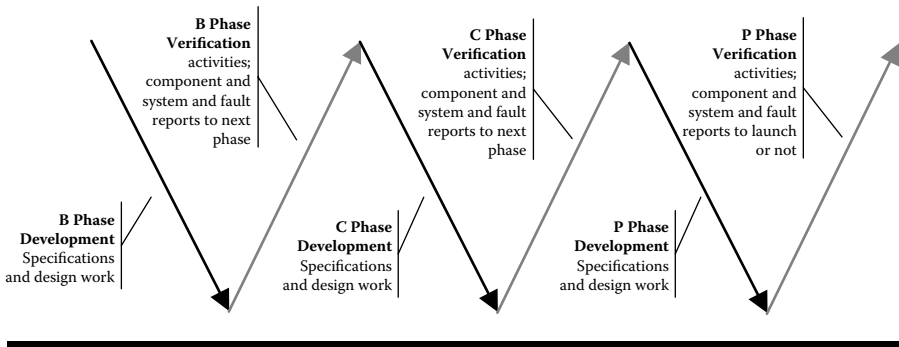 B Phase
Verification
activities;
component and
system and fault
reports to next
phase
C Phase
Verification
activities;
component and
system and fault
reports to next
phase
P Phase
Verification
activities;
component and
system and fault
reports to launch
or not
B Phase
Development
Specifications
and design work
C Phase
Development
Specifications
and design work
P Phase
Development
Specifications
and design work